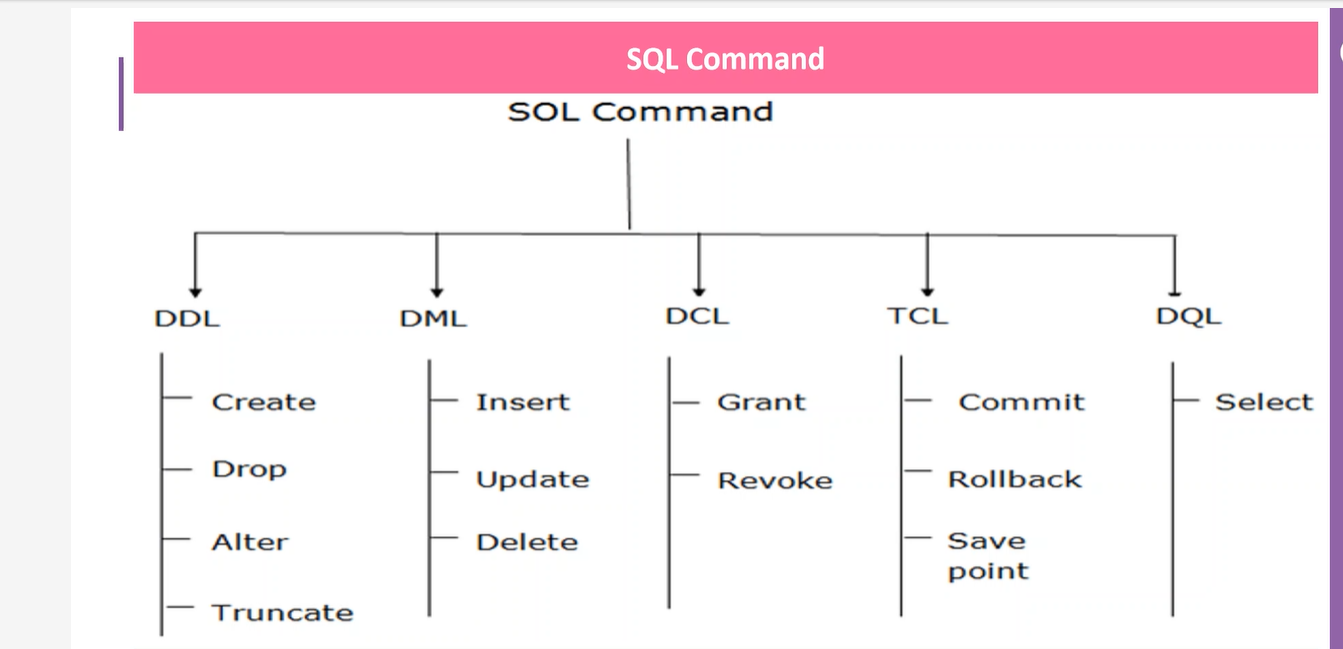 SQL Command
SOL Command
DDL
DML
DCL
TCL
DQL
Create
Drop
Alter
Truncate
Insert
Update
Delete
Grant
Revoke
Commit
Rollback
Save
point
Select